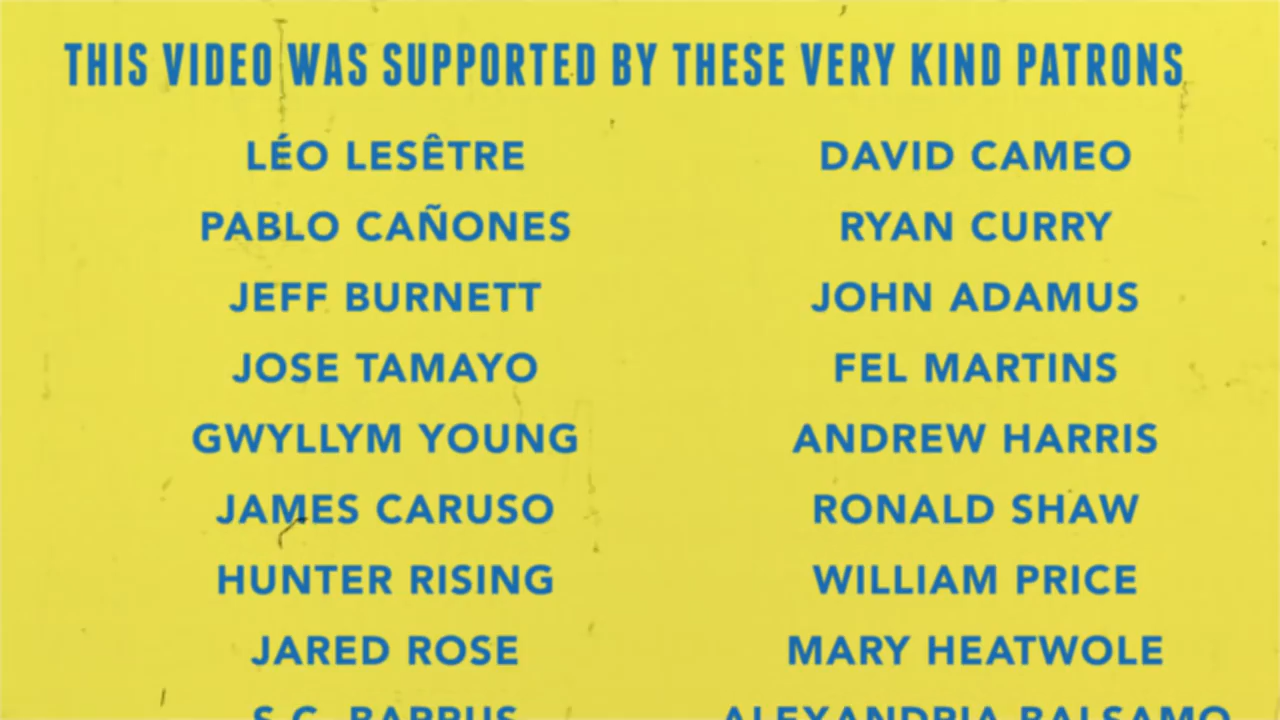 THIS VIDEO WAS SUPPORTED BY THESE VERY KIND PATRONS
LÉO LESÊTRE DAVID CAMEO
PABLO CAÑONES RYAN CURRY
JEFF BURNETT JOHN ADAMUS
JOSE TAMAYO FEL MARTINS
GWYLLYM YOUNG ANDREW HARRIS
JAMES CARUSO RONALD SHAW
HUNTER RISING WILLIAM PRICE
JARED ROSE MARY HEATWOLE
S.C. ALEXANDRIA BALSAMO